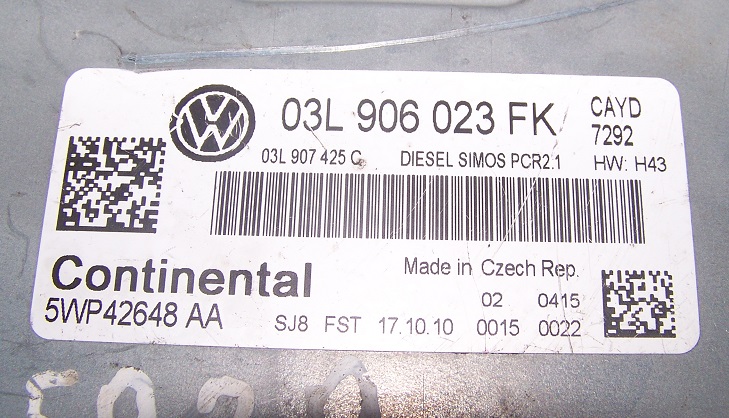 03L 906 023 FK CAYD
7292
03L 907 425 C DIESEL SIMOS PCR2.1 HW: H43
Continental Made in Czech Rep.
5WP42648 AA 02 0415
SJ8 FST 17.10.10 0015 0022